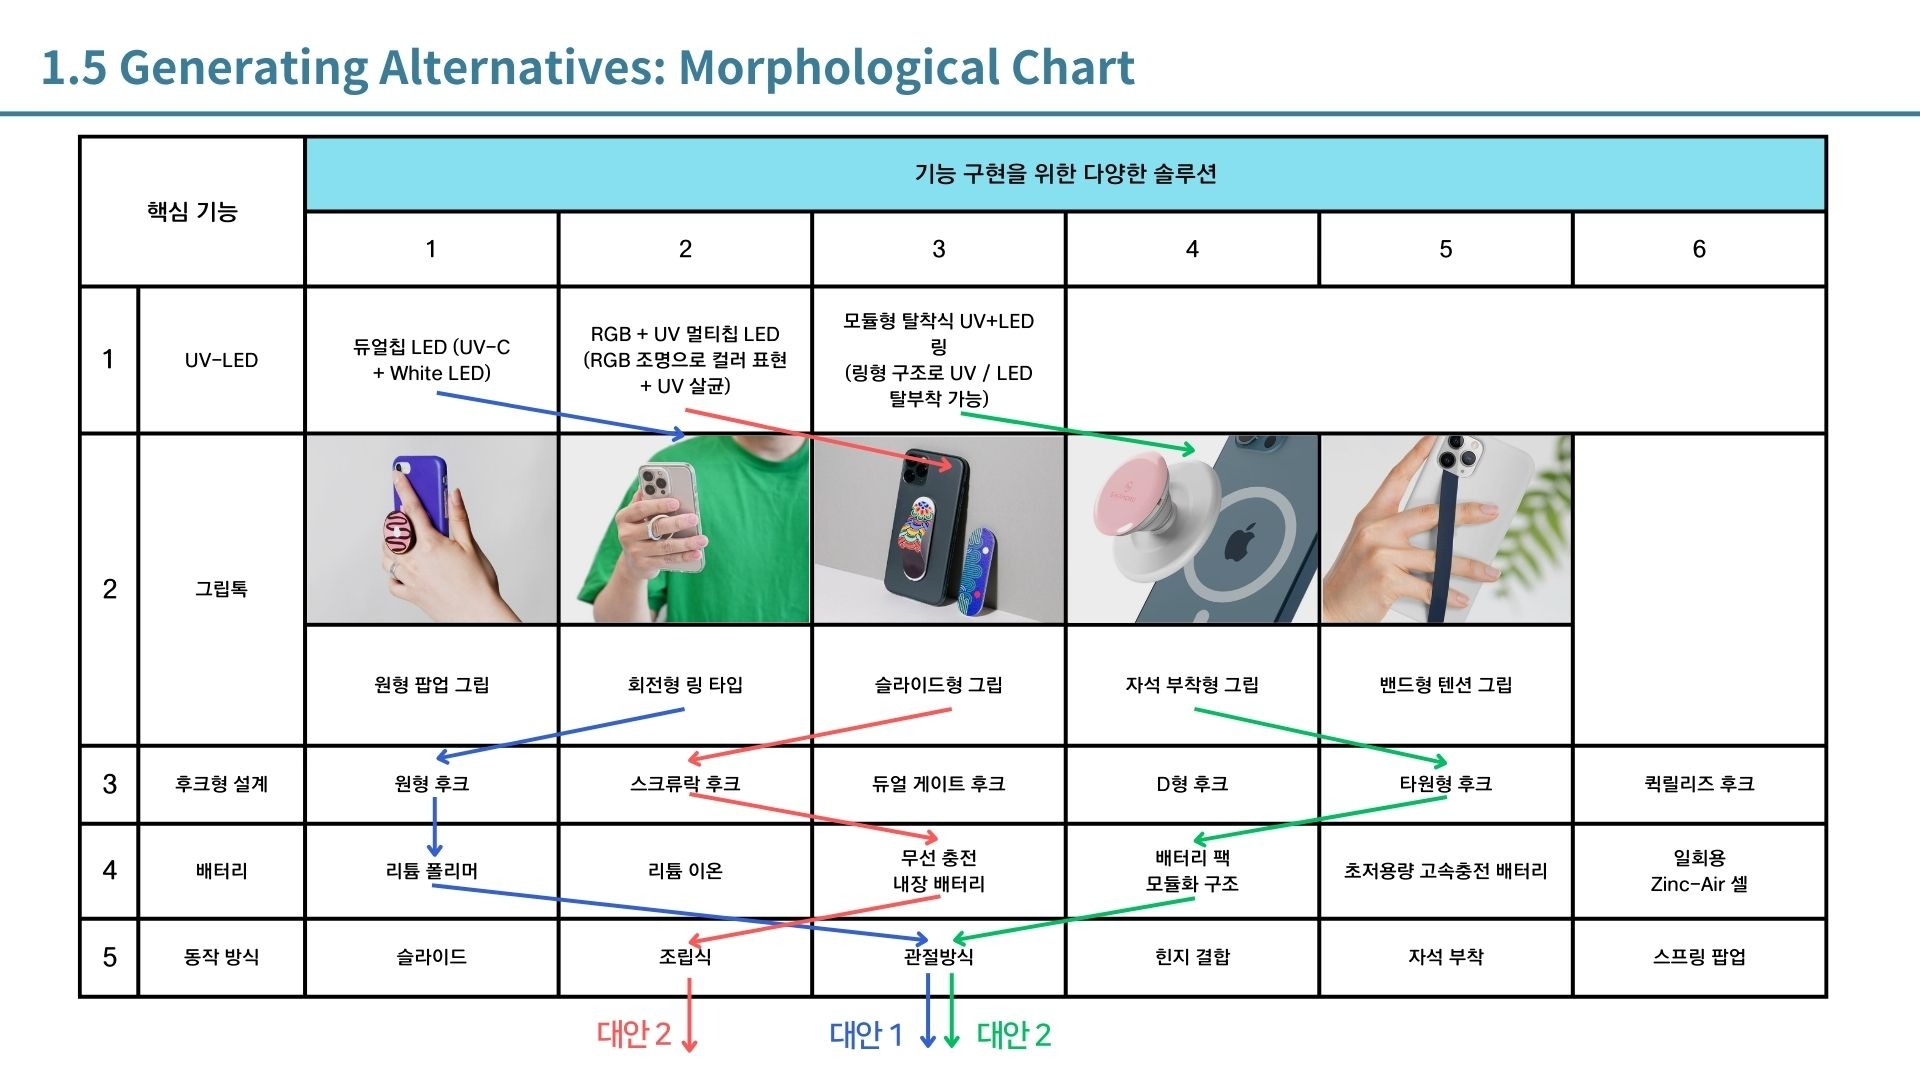 1.5 Generating Alternatives: Morphological Chart
핵심 기능
기능 구현을 위한 다양한 솔루션
1
2
3
4
5
6
1
UV-LED
듀얼칩 LED (UV-C
+ White LED)
RGB + UV 멀티칩 LED
(RGB 조명으로 컬러 표현
+ UV 살균)
모듈형 탈착식 UV+LED
링
(링형 구조로 UV / LED
탈부착 가능)
2
그립톡
원형 팝업 그립
회전형 링 타입
슬라이드형 그립
자석 부착형 그립
밴드형 텐션 그립
3
후크형 설계
원형 후크
스크류락 후크
듀얼 게이트 후크
D형 후크
타원형 후크
퀵릴리즈 후크
4
배터리
리튬 폴리머
리튬 이온
무선 충전
내장 배터리
배터리 팩
모듈화 구조
초저용량 고속충전 배터리
일회용
Zinc-Air 셀
5
동작 방식
슬라이드
조립식
관절방식
힌지 결합
자석 부착
스프링 팝업
대안 2
대안 1
대안 2